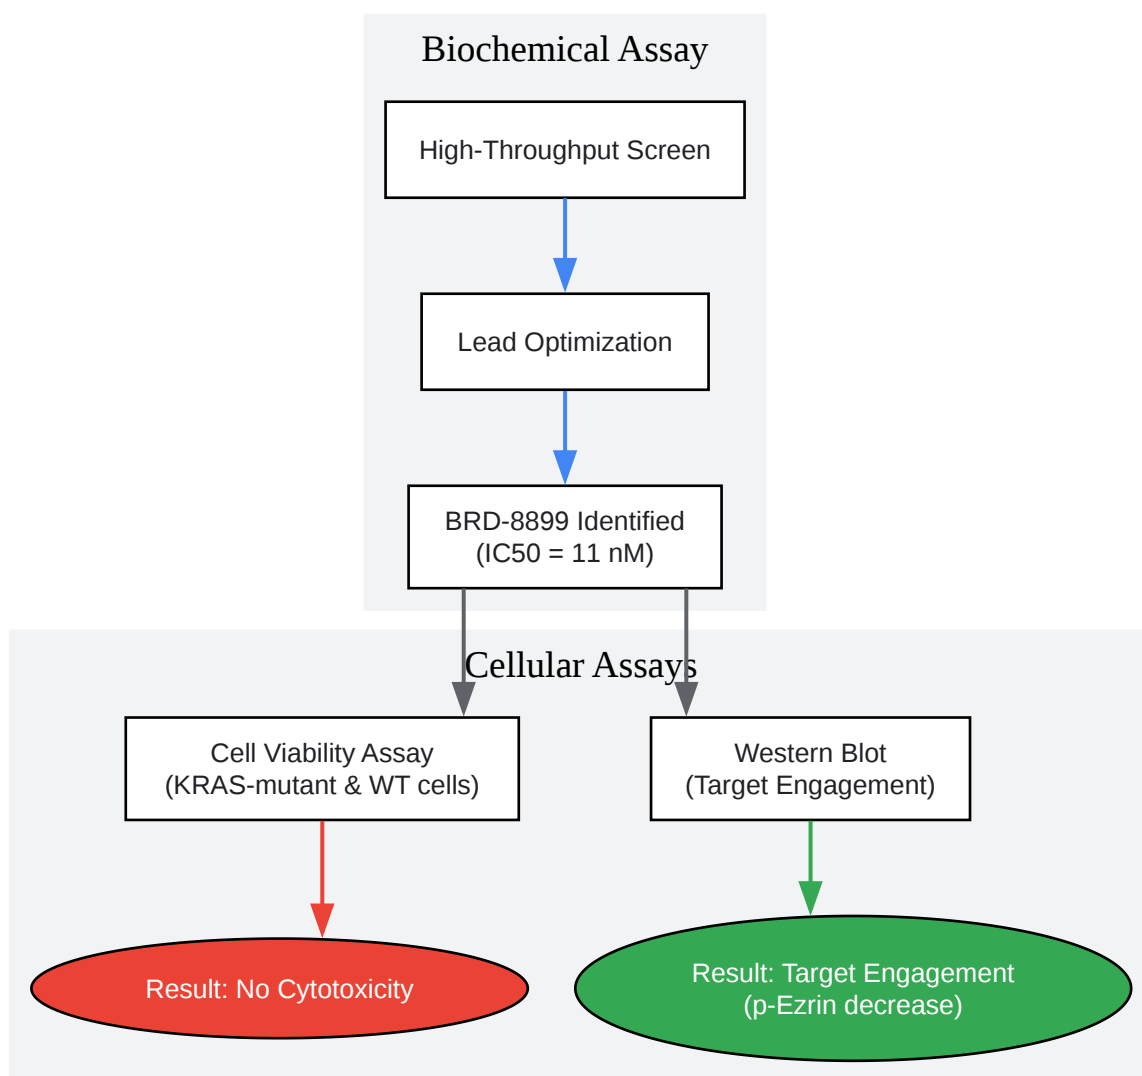 Biochemical Assay
High-Throughput Screen
Lead Optimization
BRD-8899 Identified
(IC50 = 11 nM)
Cellular Assays
Cell Viability Assay
(KRAS-mutant & WT cells)
Western Blot
(Target Engagement)
Result: No Cytotoxicity
Result: Target Engagement
(p-Ezrin decrease)